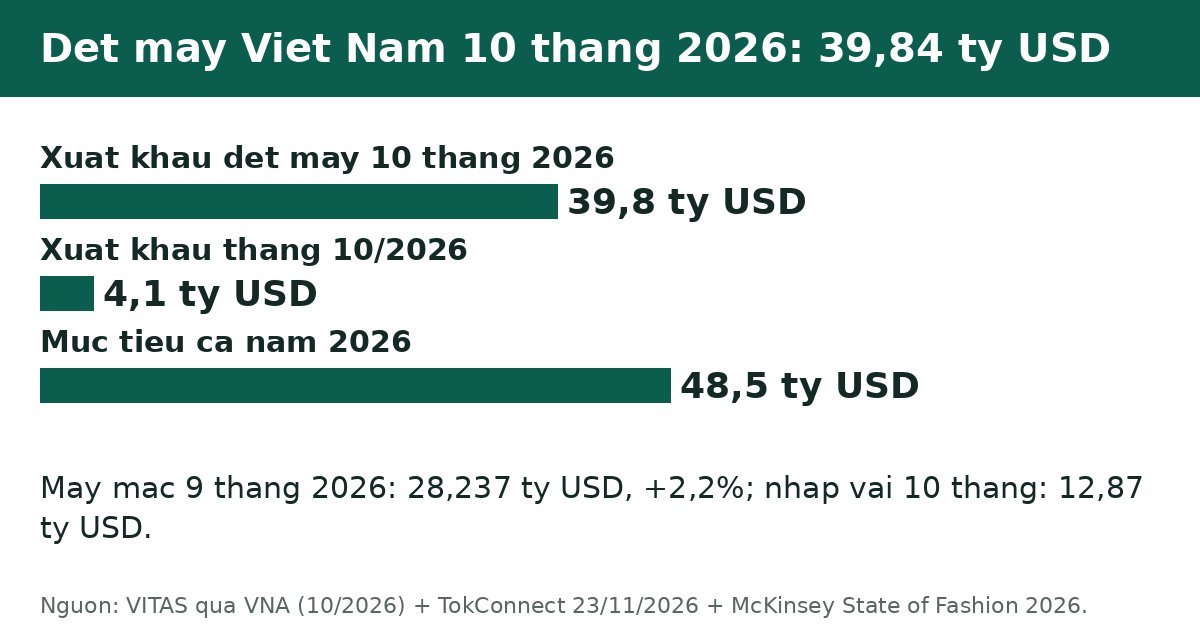 Det may Viet Nam 10 thang 2026: 39,84 ty USD
Xuat khau det may 10 thang 2026
39,8 ty USD
Xuat khau thang 10/2026
4,1 ty USD
Muc tieu ca nam 2026
48,5 ty USD
May mac 9 thang 2026: 28,237 ty USD, +2,2%; nhap vai 10 thang: 12,87
ty USD.
Nguon: VITAS qua VNA (10/2026) + TokConnect 23/11/2026 + McKinsey State of Fashion 2026.